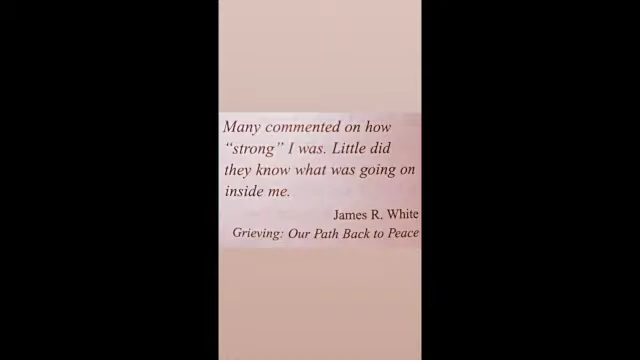 Many commented on how
“strong” I was. Little did
they know what was going on
inside me.
James R. White
Grieving: Our Path Back to Peace